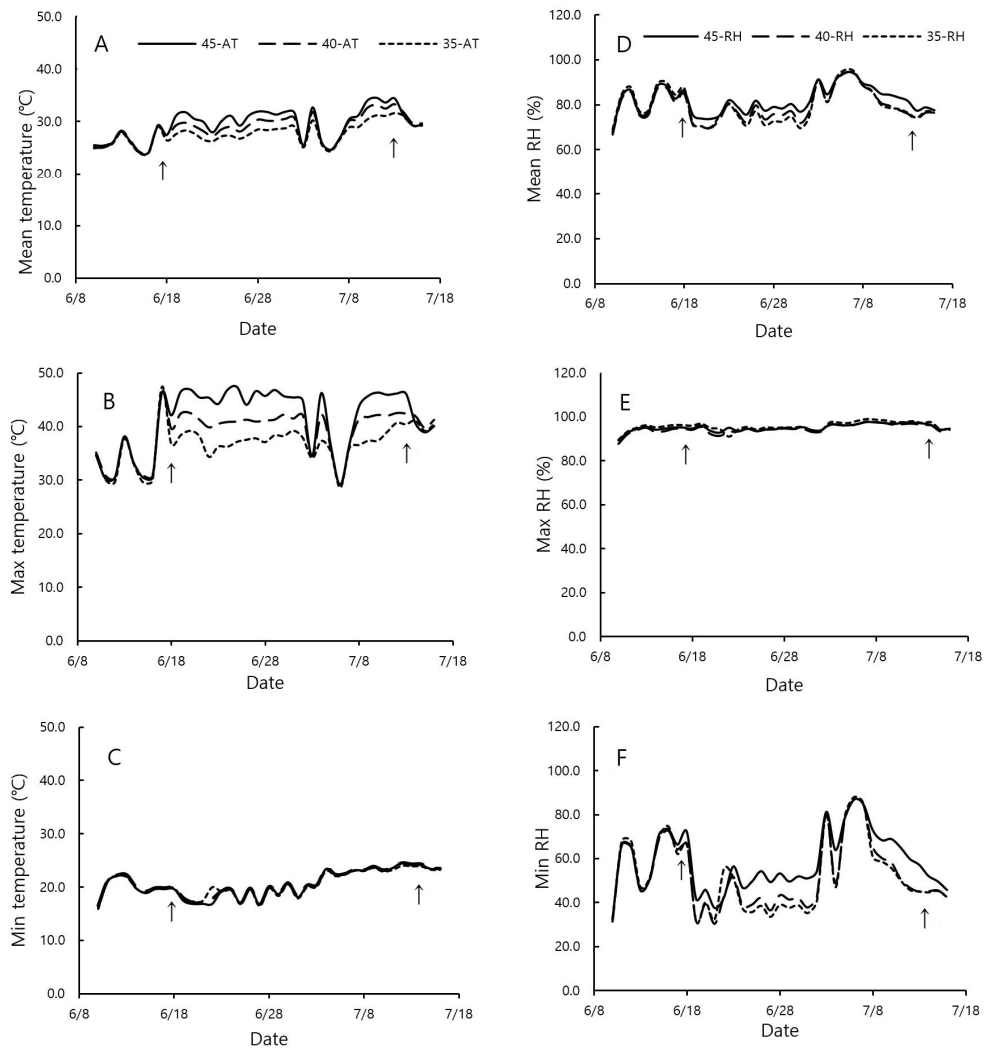 A
45-AT 40-AT 35-AT
Mean temperature (℃)
50.0
40.0
30.0
20.0
10.0
0.0
6/8 6/18 6/28 7/8 7/18
Date
↑ ↑
D
45-RH 40-RH 35-RH
Mean RH (%)
120.0
100.0
80.0
60.0
40.0
20.0
0.0
6/8 6/18 6/28 7/8 7/18
Date
↑ ↑
B
Max temperature (℃)
50.0
40.0
30.0
20.0
10.0
0.0
6/8 6/18 6/28 7/8 7/18
Date
↑ ↑
E
Max RH (%)
120.0
100.0
80.0
60.0
40.0
20.0
0.0
6/8 6/18 6/28 7/8 7/18
Date
↑ ↑
C
Min temperature (℃)
50.0
40.0
30.0
20.0
10.0
0.0
6/8 6/18 6/28 7/8 7/18
Date
↑ ↑
F
Min RH
120.0
100.0
80.0
60.0
40.0
20.0
0.0
6/8 6/18 6/28 7/8 7/18
Date
↑ ↑